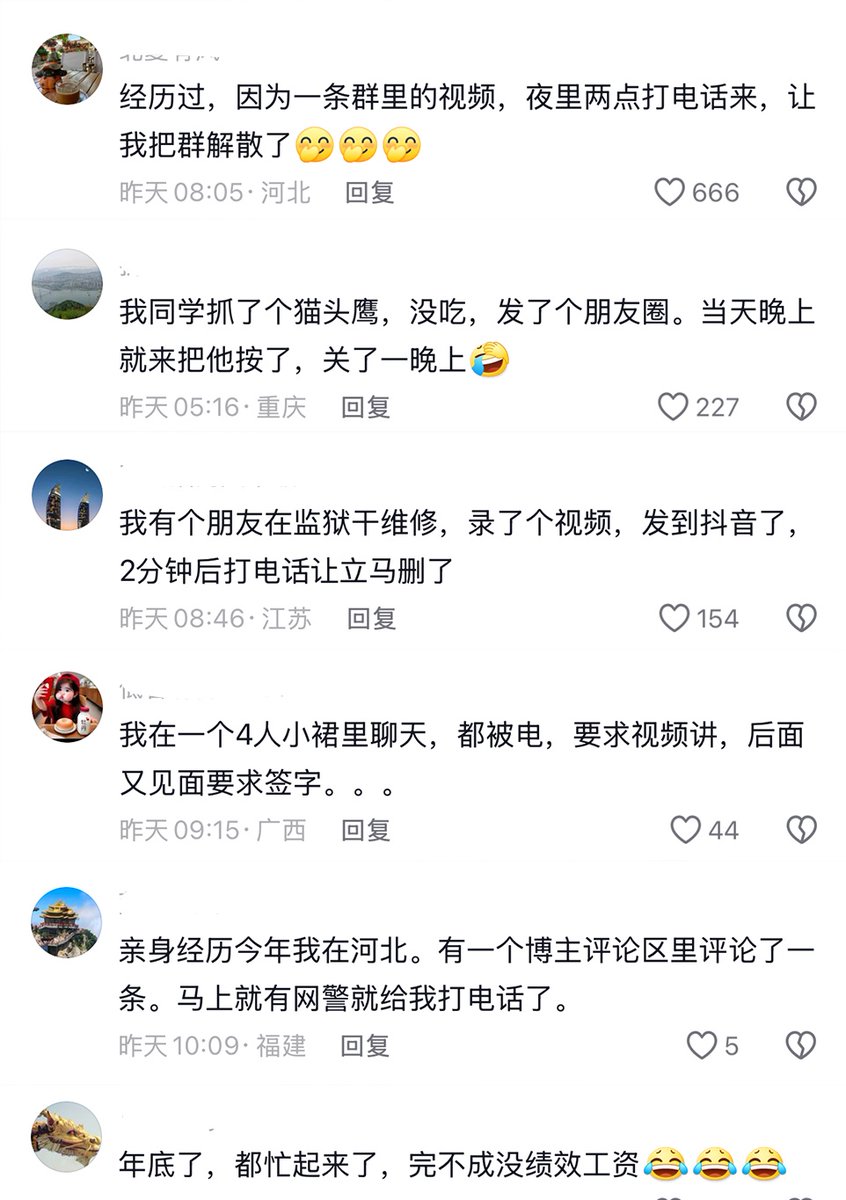 经历过，因为一条群里的视频，夜里两点打电话来，让
我把群解散了🤭🤭🤭
昨天 08:05 · 河北 回复 666
我同学抓了个猫头鹰，没吃，发了个朋友圈。当天晚上
就来把他按了，关了一晚上🤣
昨天 05:16 · 重庆 回复 227
我有个朋友在监狱干维修，录了个视频，发到抖音了，
2分钟后打电话让立马删了
昨天 08:46 · 江苏 回复 154
我在一个4人小裙里聊天，都被电，要求视频讲，后面
又见面要求签字。。。
昨天 09:15 · 广西 回复 44
亲身经历今年我在河北。有一个博主评论区里评论了一
条。马上就有网警就给我打电话了。
昨天 10:09 · 福建 回复 5
年底了，都忙起来了，完不成没绩效工资😂😂😂